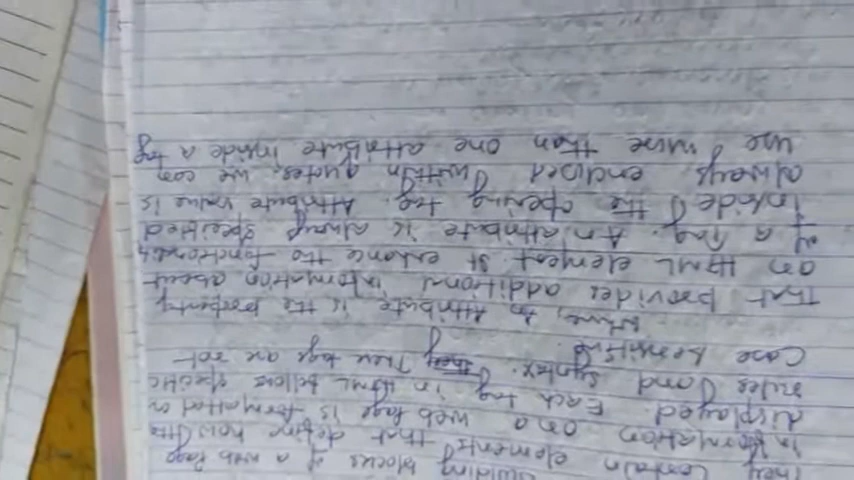 They contain building blocks of a web page
elements that define how the
information on a web page is formatted or
displayed. Each tag in HTML follows specific
rules and syntax. They These tags are not
case sensitive.
where, An Attribute is the property
that provides additional information about
an HTML element. It enhance the functionality
of a tag. An attribute is always specified
inside the opening tag. Attribute value is
always enclosed within quotes. we can
use more than one attribute inside a tag